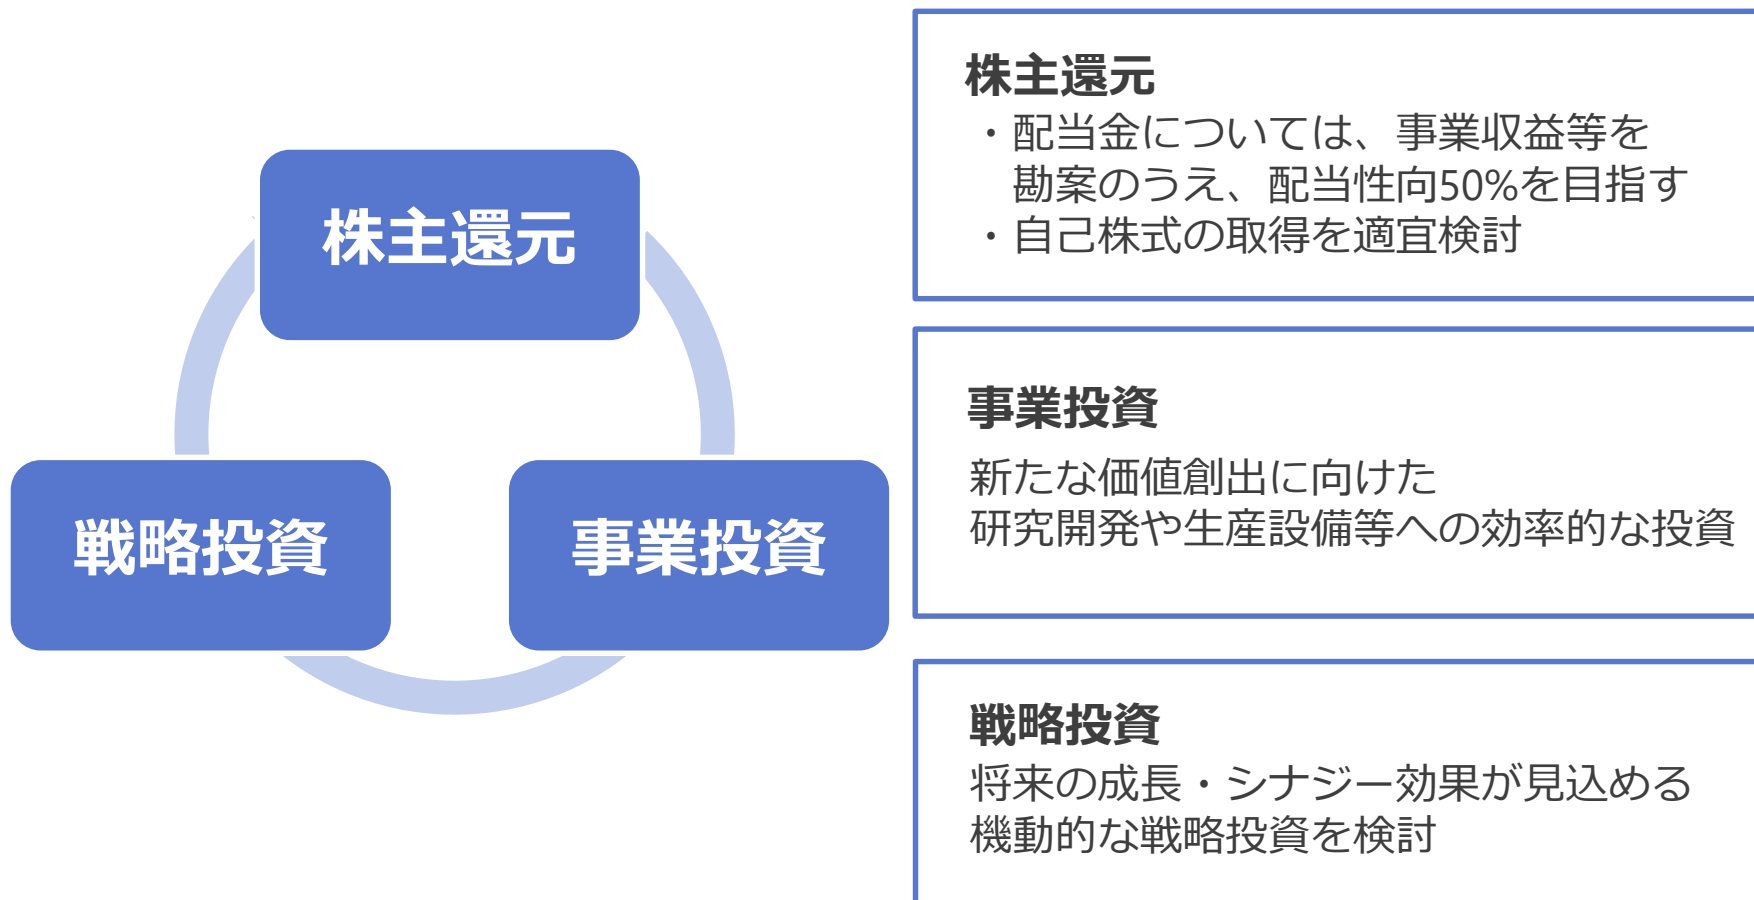 株主還元
戦略投資
事業投資
株主還元
・配当金については、事業収益等を
勘案のうえ、配当性向50%を目指す
・自己株式の取得を適宜検討
事業投資
新たな価値創出に向けた
研究開発や生産設備等への効率的な投資
戦略投資
将来の成長・シナジー効果が見込める
機動的な戦略投資を検討